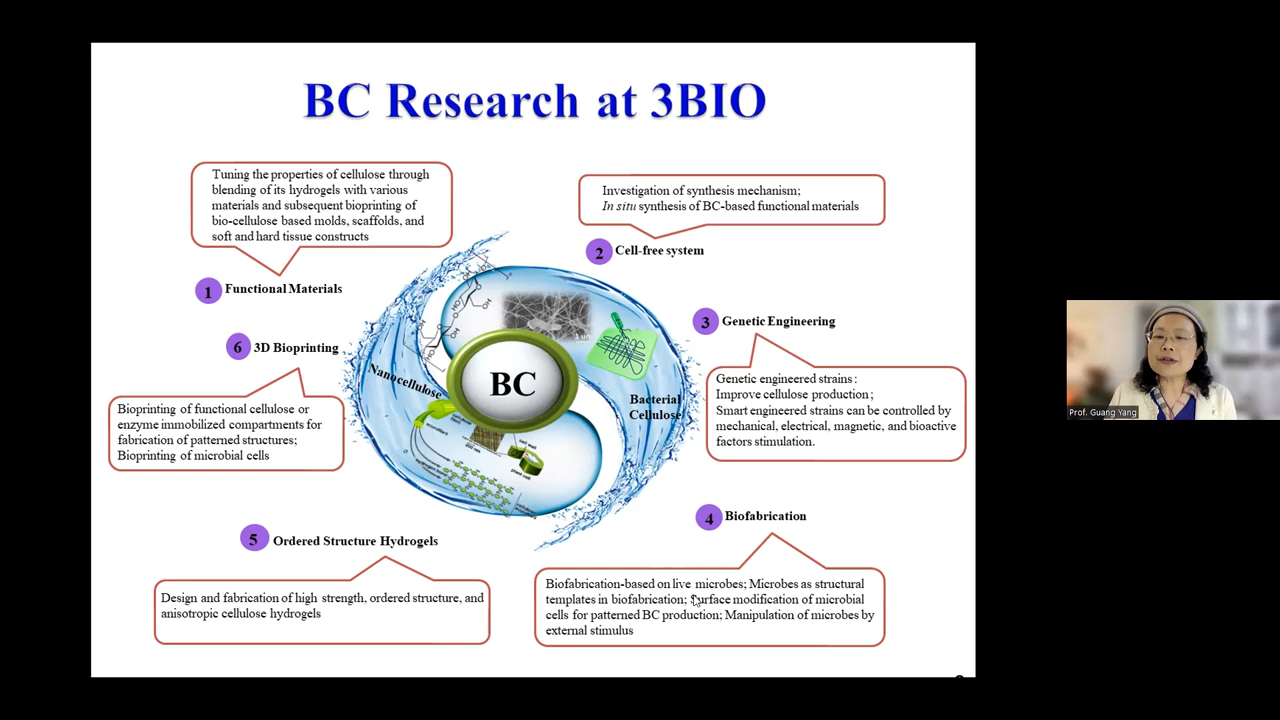 BC Research at 3BIO
Tuning the properties of cellulose through
blending of its hydrogels with various
materials and subsequent bioprinting of
bio-cellulose based molds, scaffolds, and
soft and hard tissue constructs
1 Functional Materials
Investigation of synthesis mechanism;
In situ synthesis of BC-based functional materials
2 Cell-free system
3 Genetic Engineering
Genetic engineered strains :
Improve cellulose production ;
Smart engineered strains can be controlled by
mechanical, electrical, magnetic, and bioactive
factors stimulation.
6 3D Bioprinting
Bioprinting of functional cellulose or
enzyme immobilized compartments for
fabrication of patterned structures;
Bioprinting of microbial cells
Nanocellulose
BC
Bacterial
Cellulose
4 Biofabrication
Biofabrication-based on live microbes; Microbes as structural
templates in biofabrication; Surface modification of microbial
cells for patterned BC production; Manipulation of microbes by
external stimulus
5 Ordered Structure Hydrogels
Design and fabrication of high strength, ordered structure, and
anisotropic cellulose hydrogels
Prof. Guang Yang